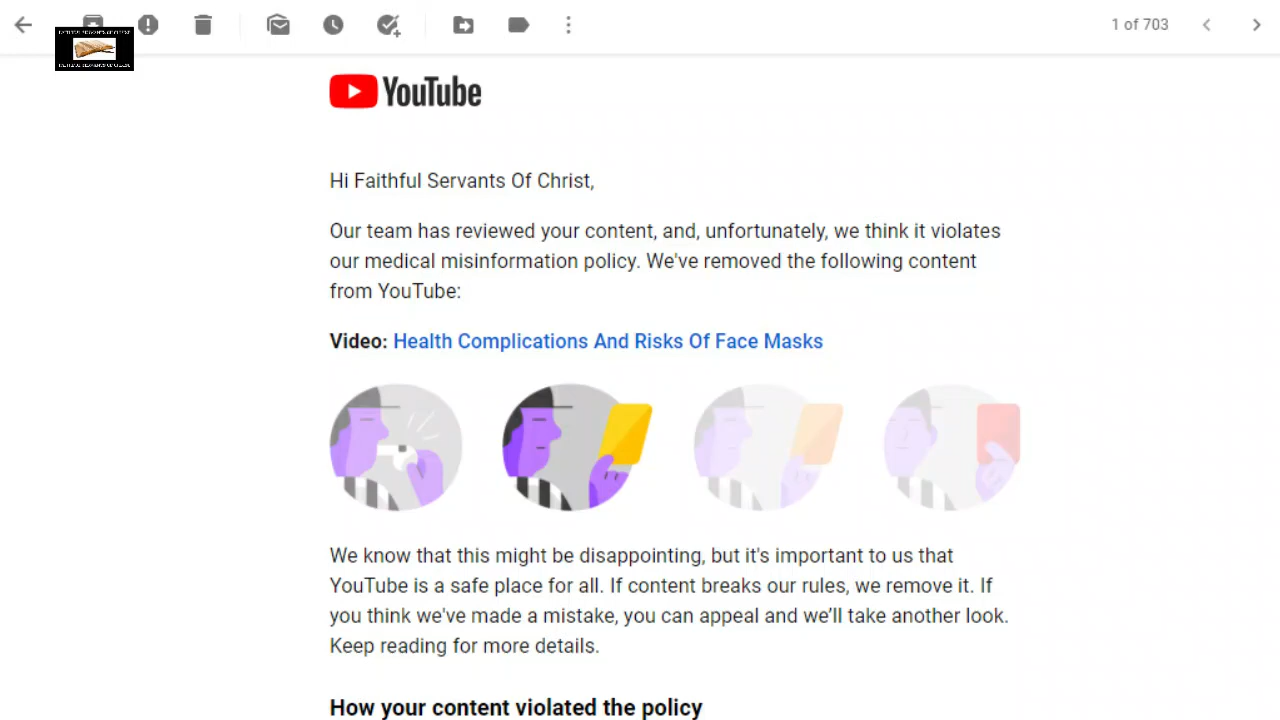 1 of 703
YouTube
Hi Faithful Servants Of Christ,
Our team has reviewed your content, and, unfortunately, we think it violates
our medical misinformation policy. We've removed the following content
from YouTube:
Video: Health Complications And Risks Of Face Masks
We know that this might be disappointing, but it's important to us that
YouTube is a safe place for all. If content breaks our rules, we remove it. If
you think we've made a mistake, you can appeal and we’ll take another look.
Keep reading for more details.
How your content violated the policy